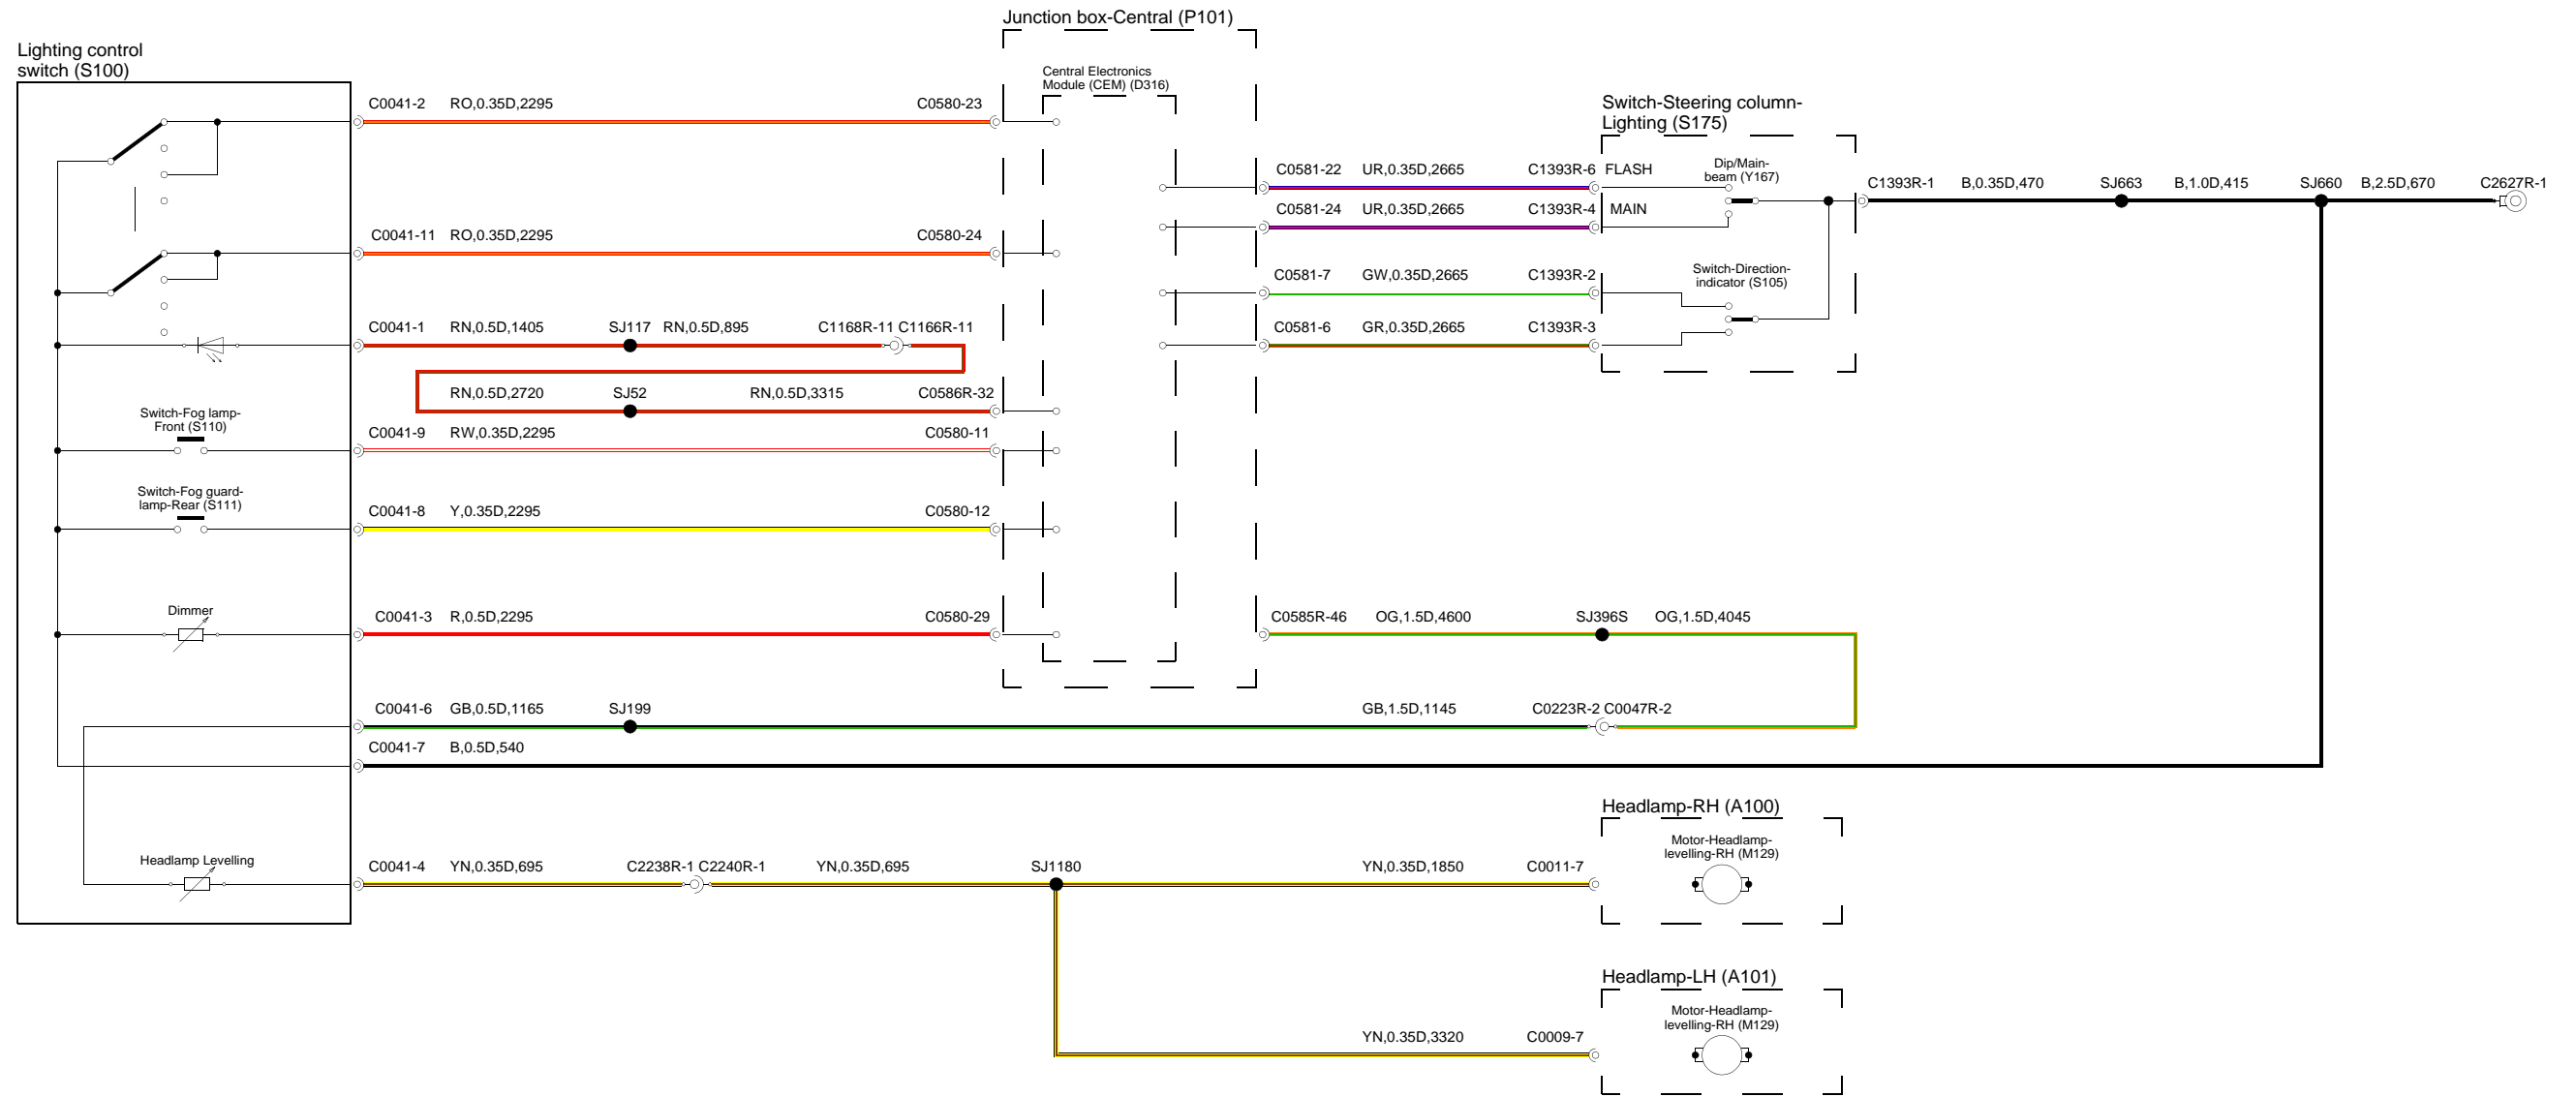 Junction box-Central (P101)
Lighting control
switch (S100)
Central Electronics
Module (CEM) (D316)
C0041-2 RO,0.35D,2295 C0580-23
Switch-Steering column-
Lighting (S175)
C0581-22 UR,0.35D,2665 C1393R-6 FLASH
Dip/Main-
beam (Y167)
C1393R-1 B,0.35D,470 SJ663 B,1.0D,415 SJ660 B,2.5D,670 C2627R-1
C0581-24 UR,0.35D,2665 C1393R-4 MAIN
C0041-11 RO,0.35D,2295 C0580-24
C0581-7 GW,0.35D,2665 C1393R-2
Switch-Direction-
indicator (S105)
C0041-1 RN,0.5D,1405 SJ117 RN,0.5D,895 C1168R-11 C1166R-11
C0581-6 GR,0.35D,2665 C1393R-3
RN,0.5D,2720 SJ52 RN,0.5D,3315 C0586R-32
Switch-Fog lamp-
Front (S110)
C0041-9 RW,0.35D,2295 C0580-11
Switch-Fog guard-
lamp-Rear (S111)
C0041-8 Y,0.35D,2295 C0580-12
Dimmer
C0041-3 R,0.5D,2295 C0580-29
C0585R-46 OG,1.5D,4600 SJ396S OG,1.5D,4045
C0041-6 GB,0.5D,1165 SJ199 GB,1.5D,1145 C0223R-2 C0047R-2
C0041-7 B,0.5D,540
Headlamp-RH (A100)
Motor-Headlamp-
levelling-RH (M129)
Headlamp Levelling
C0041-4 YN,0.35D,695 C2238R-1 C2240R-1 YN,0.35D,695 SJ1180 YN,0.35D,1850 C0011-7
Headlamp-LH (A101)
Motor-Headlamp-
levelling-RH (M129)
YN,0.35D,3320 C0009-7